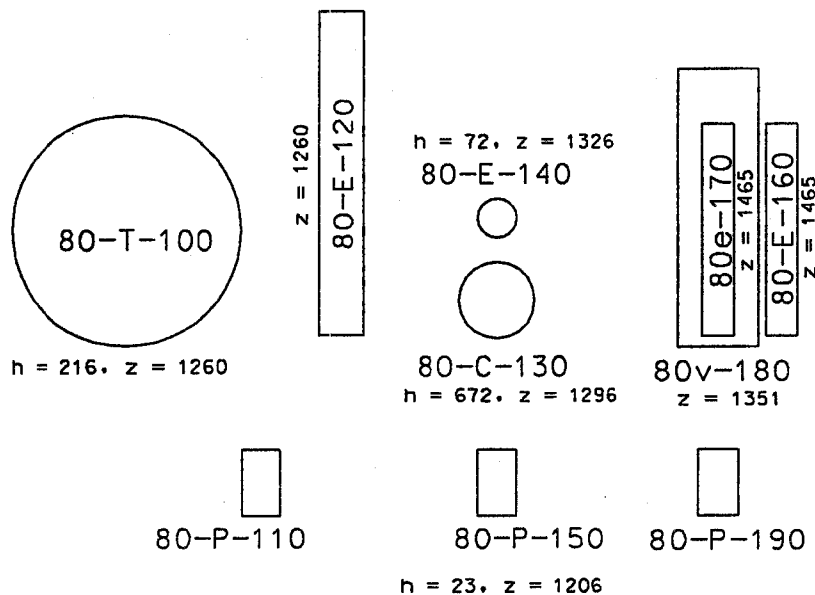 80-T-100
h = 216, z = 1260
z = 1260
80-E-120
h = 72, z = 1326
80-E-140
80-C-130
h = 672, z = 1296
80e-170
z = 1465
80-E-160
z = 1465
80v-180
z = 1351
80-P-110
80-P-150
80-P-190
h = 23, z = 1206